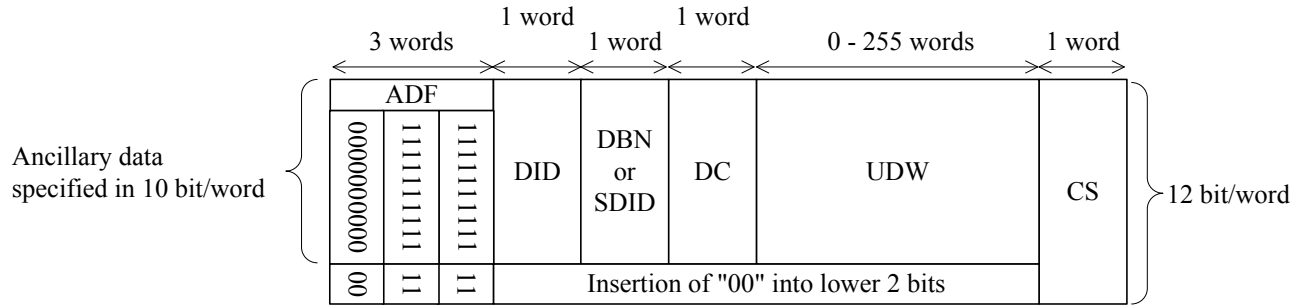 1 word 1 word
3 words 1 word 0 - 255 words 1 word
ADF
0000000000 1111111111 1111111111
DID
DBN
or
SDID
DC
UDW
CS
Ancillary data
specified in 10 bit/word
12 bit/word
00 11 11
Insertion of "00" into lower 2 bits